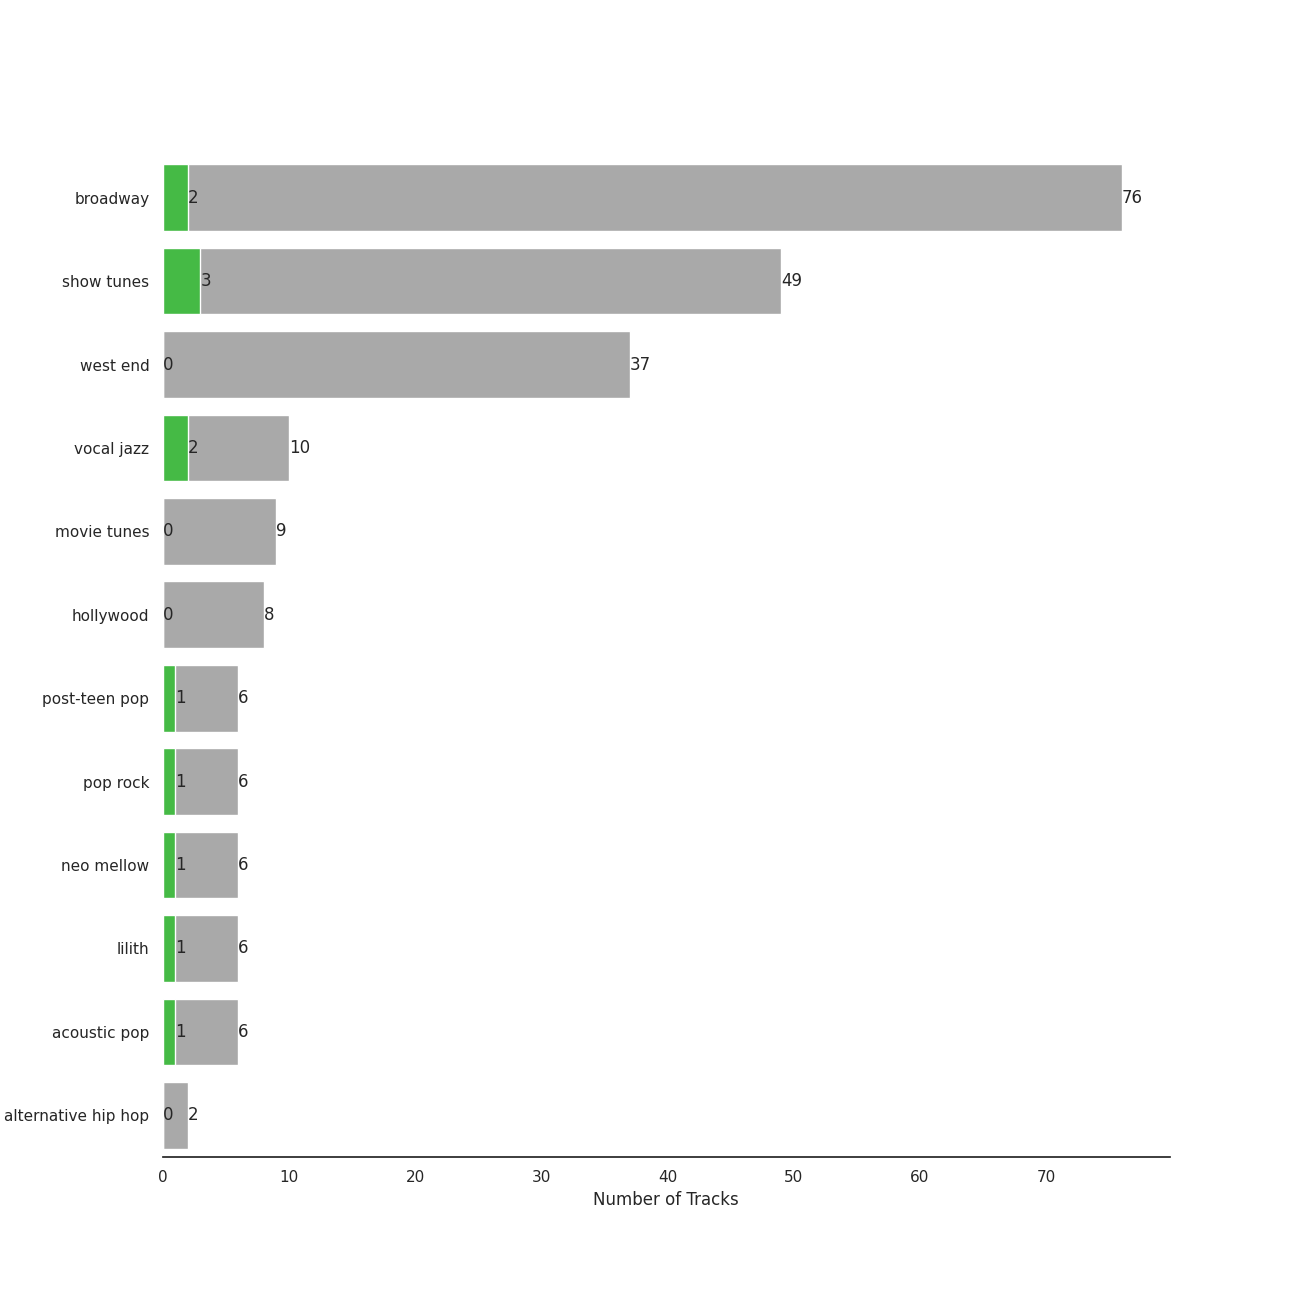 broadway 2 76
show tunes 3 49
west end 0 37
vocal jazz 2 10
movie tunes 0 9
hollywood 0 8
post-teen pop 1 6
pop rock 1 6
neo mellow 1 6
lilith 1 6
acoustic pop 1 6
alternative hip hop 0 2
0 10 20 30 40 50 60 70
Number of Tracks